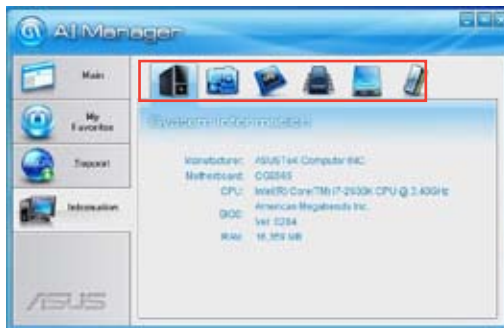 AI Manager
Main
My
Favorites
Support
Information
System Information
Manufacturer: ASUSTeK Computer INC.
Motherboard: CG8565
CPU: Intel(R) Core(TM) i7-2600K CPU @ 3.40GHz
BIOS: American Megatrends Inc.
Ver: 0204
RAM: 16,359 MB
ASUS